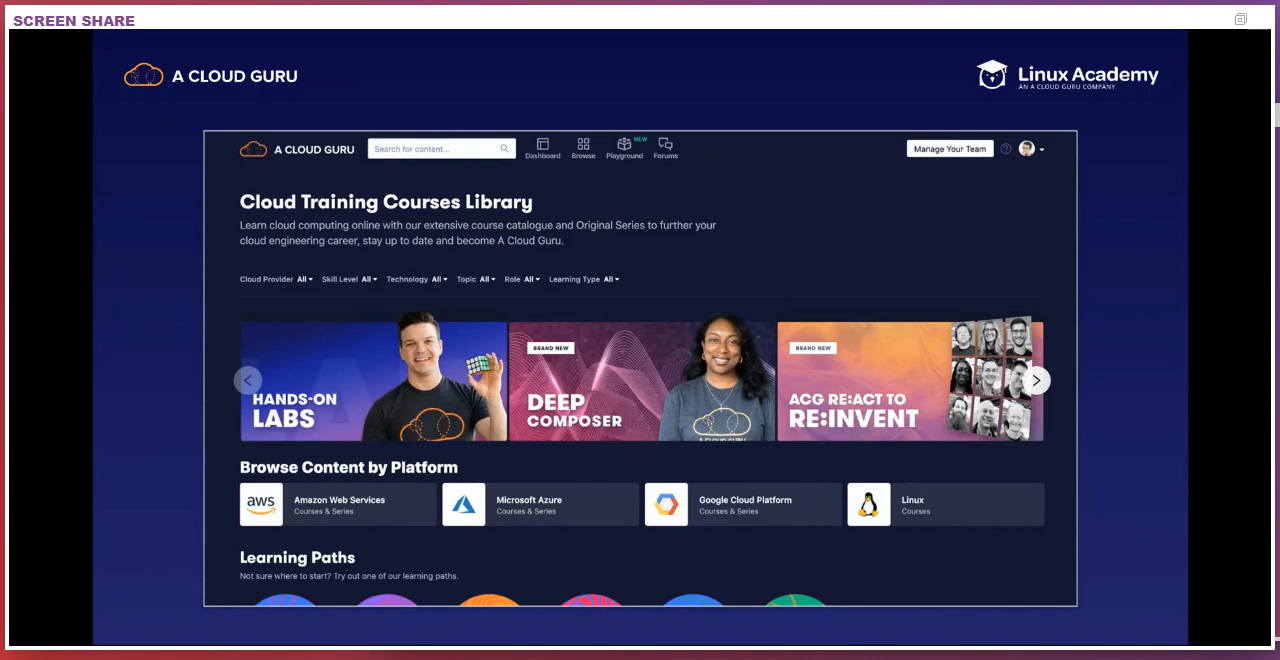 SCREEN SHARE
A CLOUD GURU
Linux Academy
AN A CLOUD GURU COMPANY
A CLOUD GURU
Search for content...
Dashboard
Browse
NEW
Playground
Forums
Manage Your Team
Cloud Training Courses Library
Learn cloud computing online with our extensive course catalogue and Original Series to further your
cloud engineering career, stay up to date and become A Cloud Guru.
Cloud Provider All Skill Level All Technology All Topic All Role All Learning Type All
HANDS-ON
LABS
BRAND NEW
DEEP
COMPOSER
A CLOUD GURU
BRAND NEW
ACG RE:ACT TO
RE:INVENT
Browse Content by Platform
aws
Amazon Web Services
Courses & Series
Microsoft Azure
Courses & Series
Google Cloud Platform
Courses & Series
Linux
Courses
Learning Paths
Not sure where to start? Try out one of our learning paths.